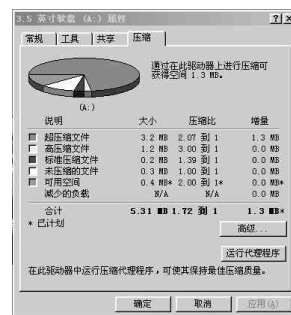 3.5 英寸软盘 (A:) 属性
常规 工具 共享 压缩
通过在此驱动器上进行压缩可
获得空间 1.3 MB。
(A:)
说明 大小 压缩比 增量
超压缩文件 3.2 MB 2.07 到 1 1.3 MB
高压缩文件 1.2 MB 3.00 到 1 0.0 MB
标准压缩文件 0.2 MB 1.39 到 1 0.0 MB
未压缩的文件 0.3 MB 1.00 到 1 0.0 MB
可用空间 0.4 MB* 2.00 到 1* 0.0 MB*
减少的负载 N/A N/A 0.0 MB
合计 5.31 MB 1.72 到 1 1.3 MB*
* 已计划
高级...
运行代理程序
在此驱动器中运行压缩代理程序，可使其保持最佳压缩质量。
确定 取消 应用(A)